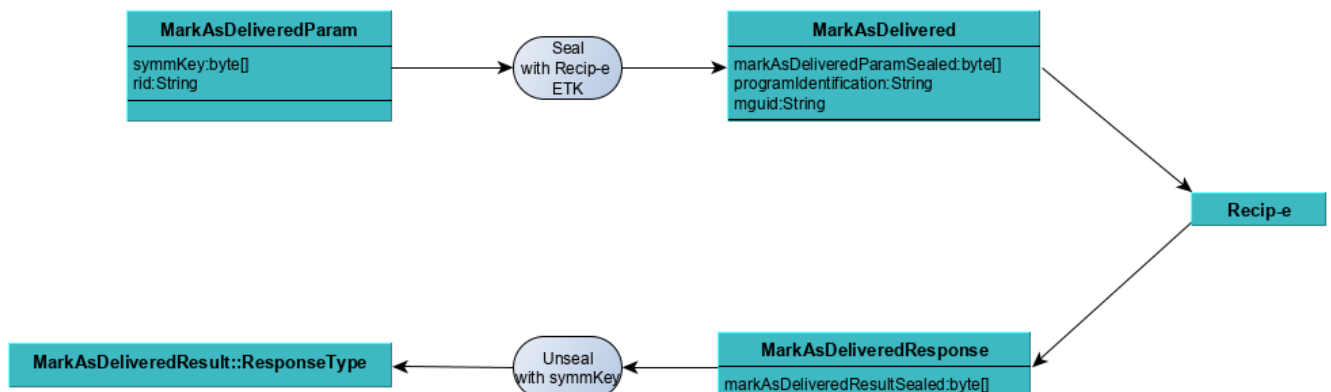 MarkAsDeliveredParam
symmKey:byte[]
rid:String
Seal
with Recip-e
ETK
MarkAsDelivered
markAsDeliveredParamSealed:byte[]
programIdentification:String
mguid:String
Recip-e
MarkAsDeliveredResult::ResponseType
Unseal
with symmKey
MarkAsDeliveredResponse
markAsDeliveredResultSealed:byte[]